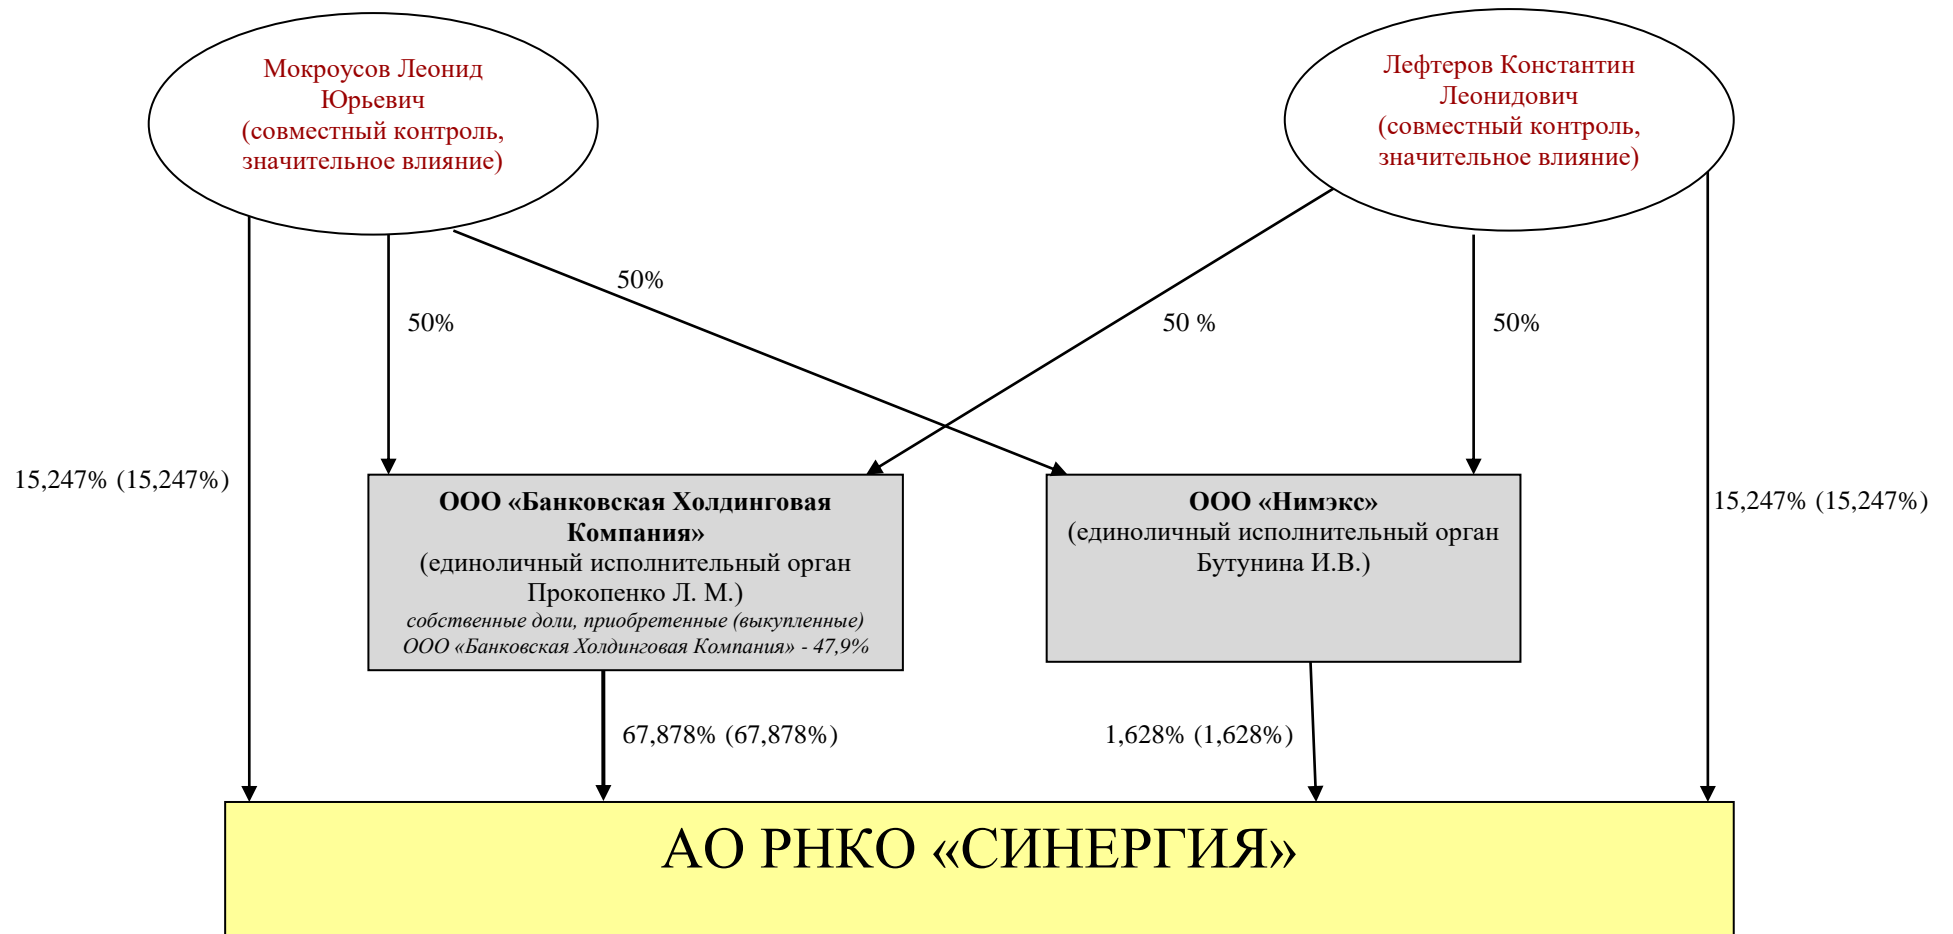 Мокроусов Леонид
Юрьевич
(совместный контроль,
значительное влияние)
Лефтеров Константин
Леонидович
(совместный контроль,
значительное влияние)
50%
50%
50 %
50%
15,247% (15,247%)
15,247% (15,247%)
ООО «Банковская Холдинговая
Компания»
(единоличный исполнительный орган
Прокопенко Л. М.)
собственные доли, приобретенные (выкупленные)
ООО «Банковская Холдинговая Компания» - 47,9%
ООО «Нимэкс»
(единоличный исполнительный орган
Бутунина И.В.)
67,878% (67,878%)
1,628% (1,628%)
АО РНКО «СИНЕРГИЯ»